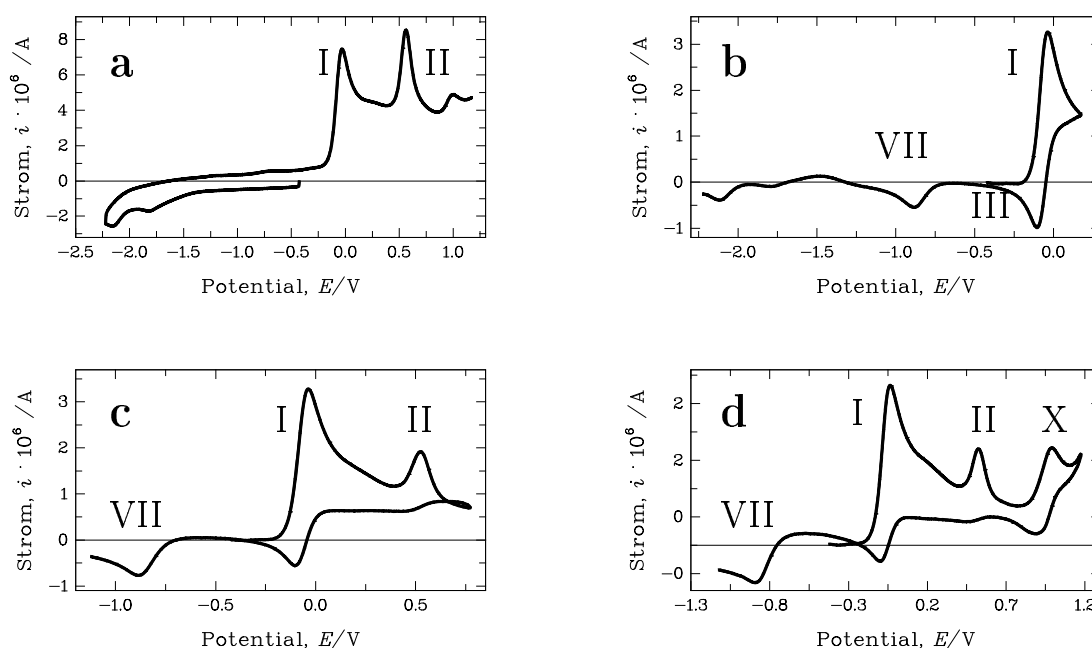 a
I
II
8
6
4
2
0
−2
−2.5 −2.0 −1.5 −1.0 −0.5 0.0 0.5 1.0
Strom, i · 10⁶ /A
Potential, E/V
b
I
VII
III
3
2
1
0
−1
−2.0 −1.5 −1.0 −0.5 0.0
Strom, i · 10⁶ /A
Potential, E/V
c
I
II
VII
3
2
1
0
−1
−1.0 −0.5 0.0 0.5
Strom, i · 10⁶ /A
Potential, E/V
d
I
II
X
VII
2
2
0
−0
−1.3 −0.8 −0.3 0.2 0.7 1.2
Strom, i · 10⁶ /A
Potential, E/V